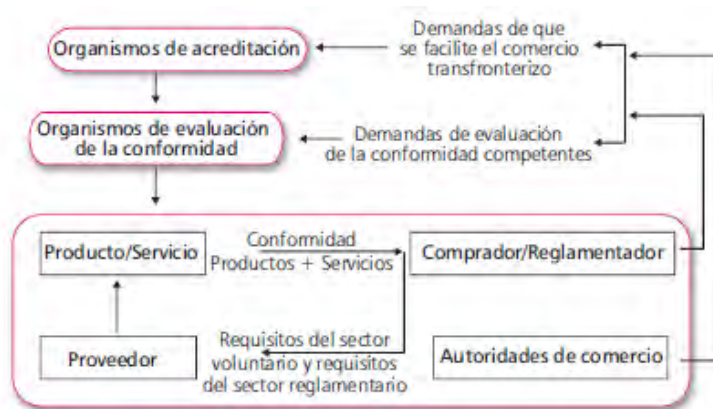 Organismos de acreditación
Demandas de que
se facilite el comercio
transfronterizo
Organismos de evaluación
de la conformidad
Demandas de evaluación
de la conformidad competentes
Producto/Servicio
Conformidad
Productos + Servicios
Comprador/Reglamentador
Proveedor
Requisitos del sector
voluntario y requisitos
del sector reglamentario
Autoridades de comercio